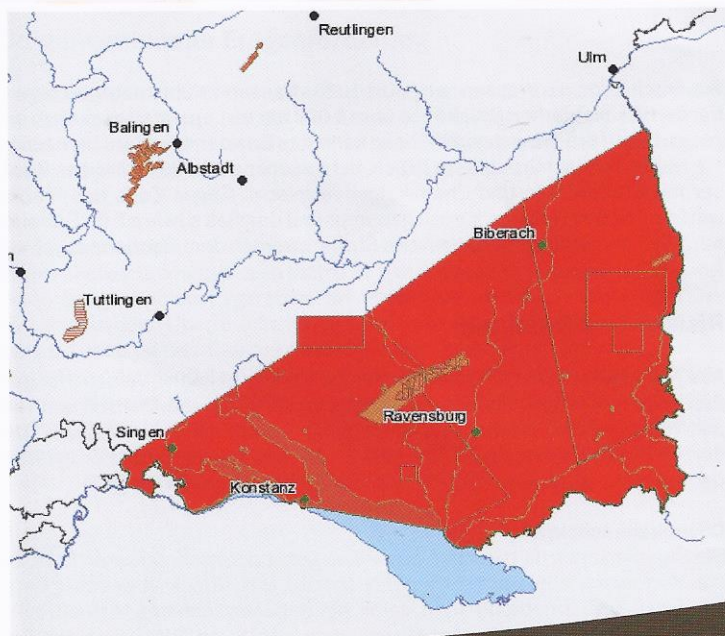 Reutlingen
Ulm
Balingen
Albstadt
Biberach
n
Tuttlingen
Ravensburg
Singen
Konstanz